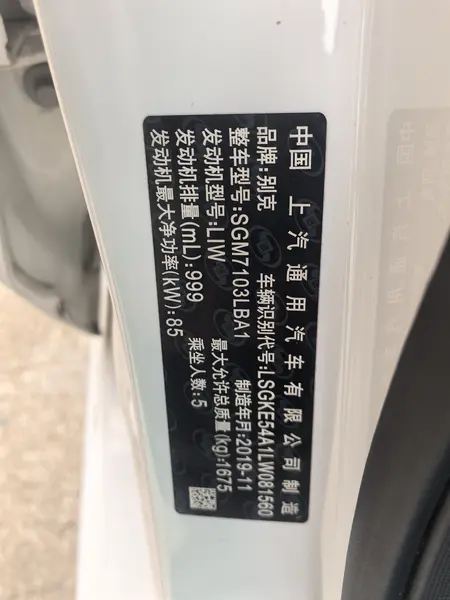 中国 上汽通用汽车有限公司制造
品牌:别克 车辆识别代号:LSGKE54A1LW081560
整车型号:SGM7103LBA1 制造年月:2019-11
发动机型号:LIW 最大允许总质量(kg):1675
发动机排量(mL):999 乘坐人数:5
发动机最大净功率(kW):85